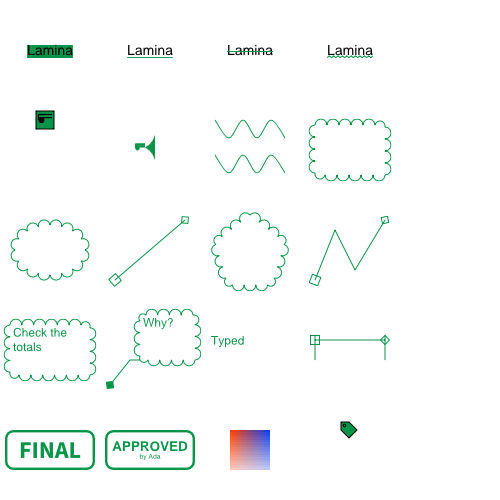 Lamina Lamina Lamina Lamina
Check the
totals
Why?
Typed
FINAL
APPROVED
by Ada